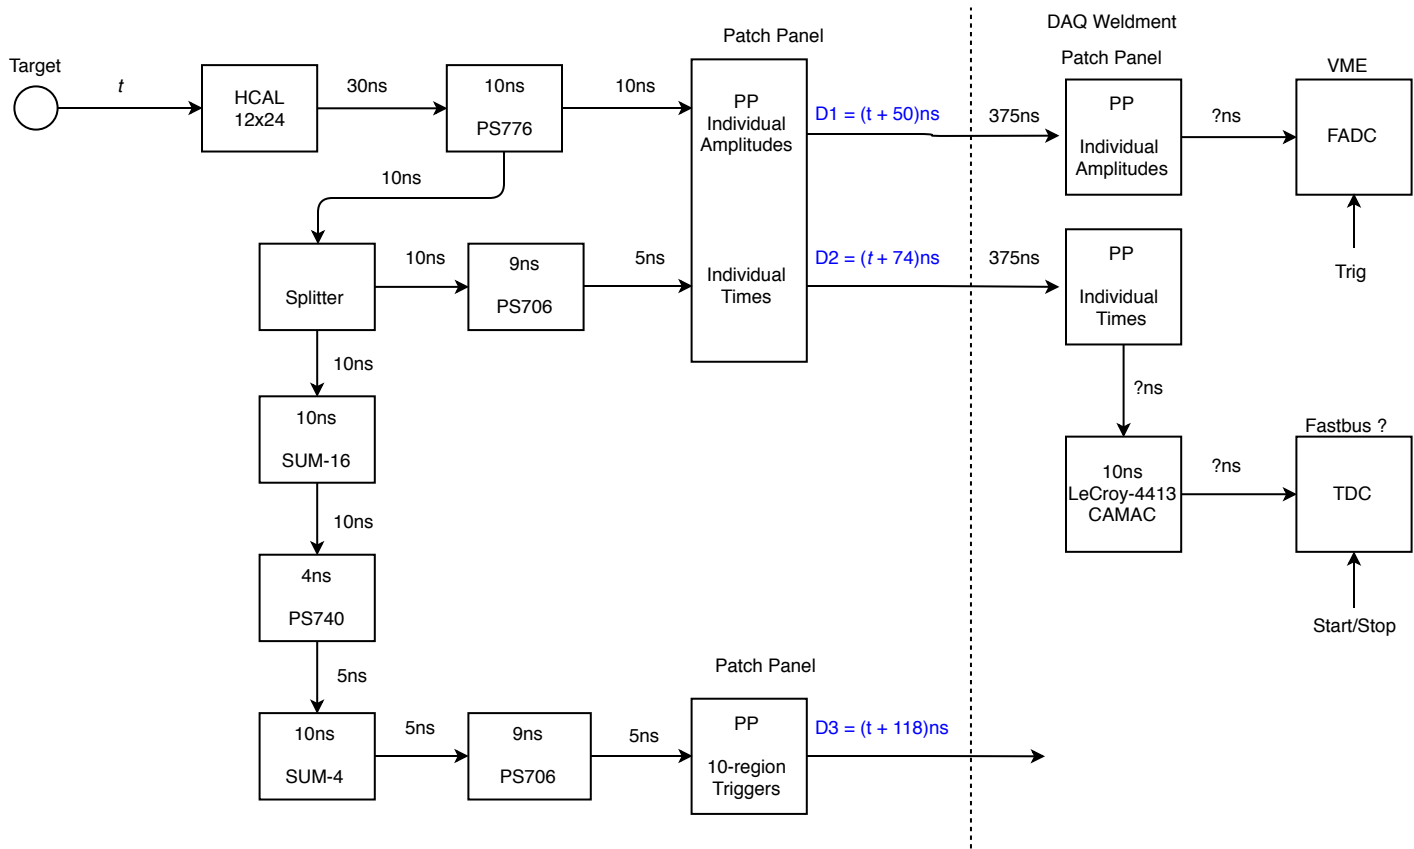 DAQ Weldment
Patch Panel
Patch Panel
Target
VME
t
HCAL
12x24
30ns
10ns
PS776
10ns
PP
Individual
Amplitudes
D1 = (t + 50)ns
375ns
PP
Individual
Amplitudes
?ns
FADC
10ns
Trig
Splitter
10ns
9ns
PS706
5ns
Individual
Times
D2 = (t + 74)ns
375ns
PP
Individual
Times
10ns
?ns
10ns
SUM-16
10ns
LeCroy-4413
CAMAC
?ns
Fastbus ?
TDC
Start/Stop
10ns
4ns
PS740
5ns
Patch Panel
10ns
SUM-4
5ns
9ns
PS706
5ns
PP
10-region
Triggers
D3 = (t + 118)ns